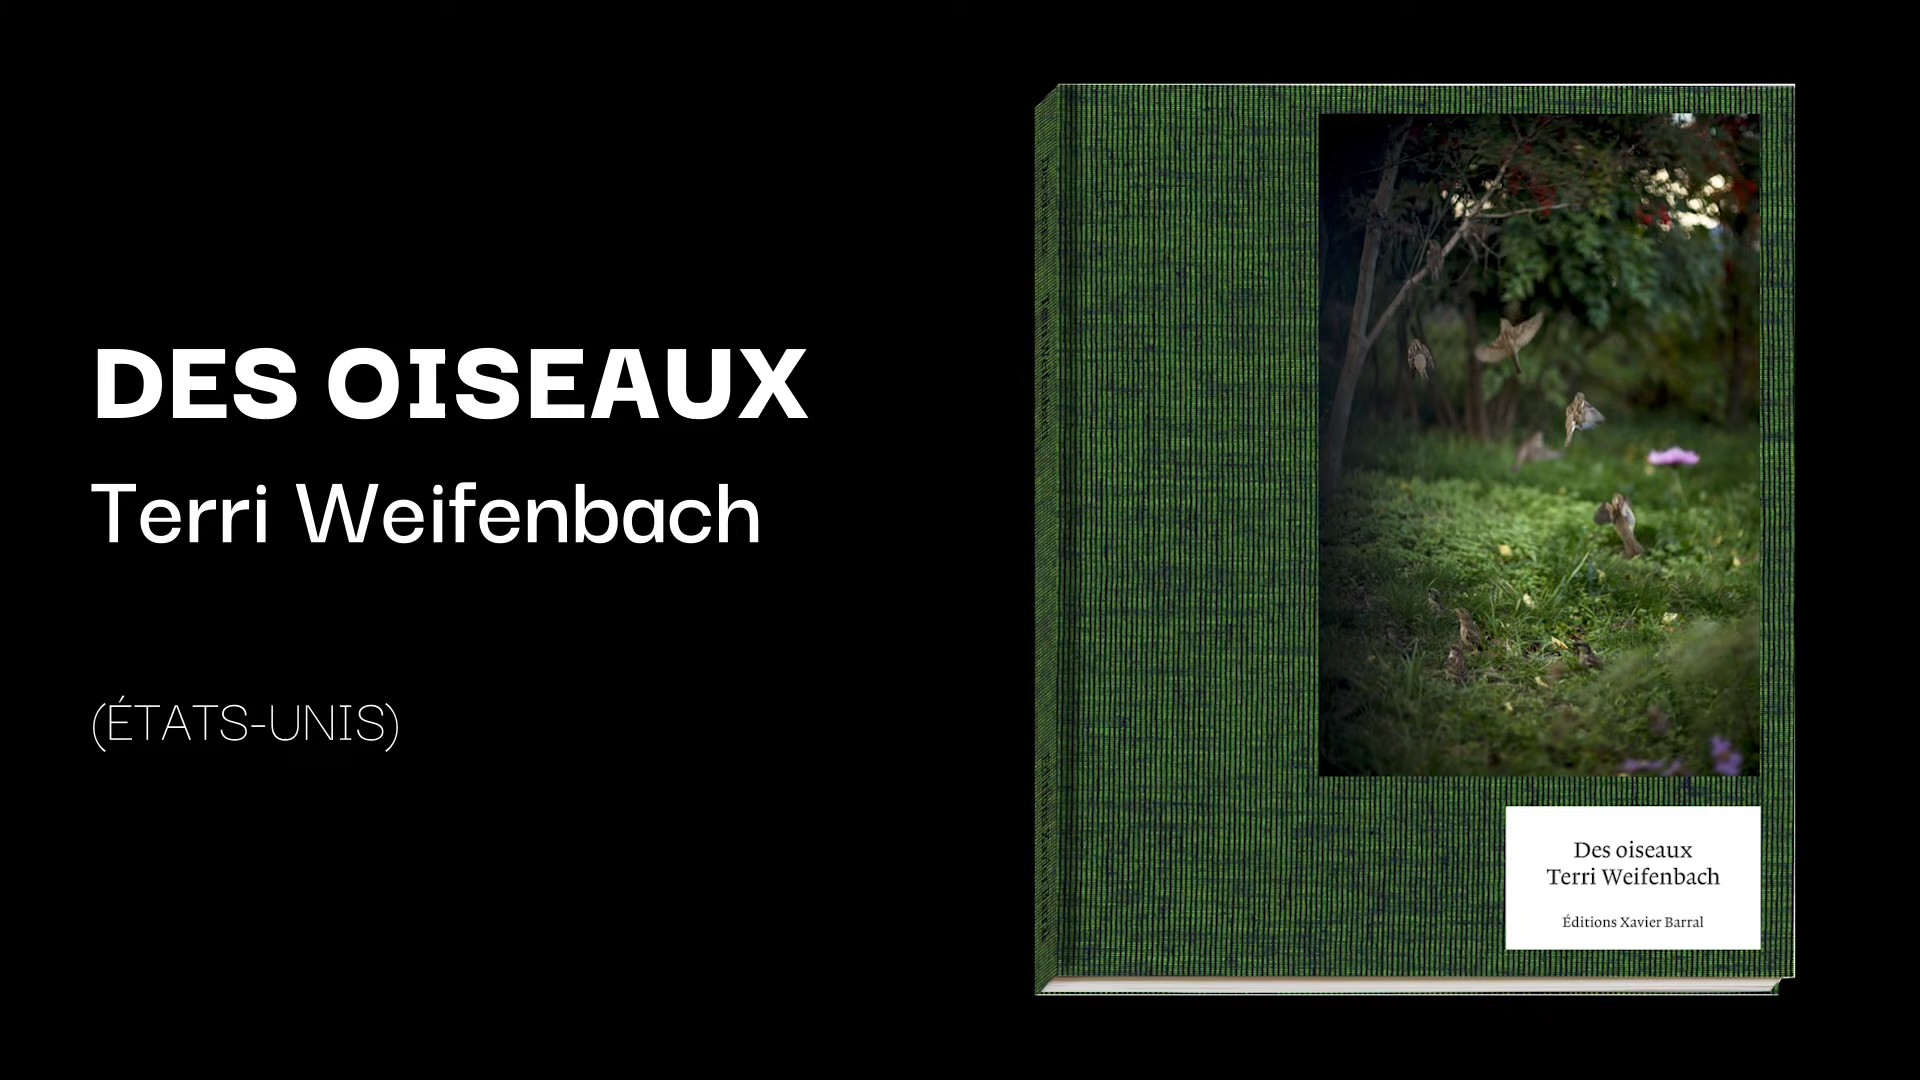 DES OISEAUX
Terri Weifenbach
(ÉTATS-UNIS)
Des oiseaux
Terri Weifenbach
Éditions Xavier Barral